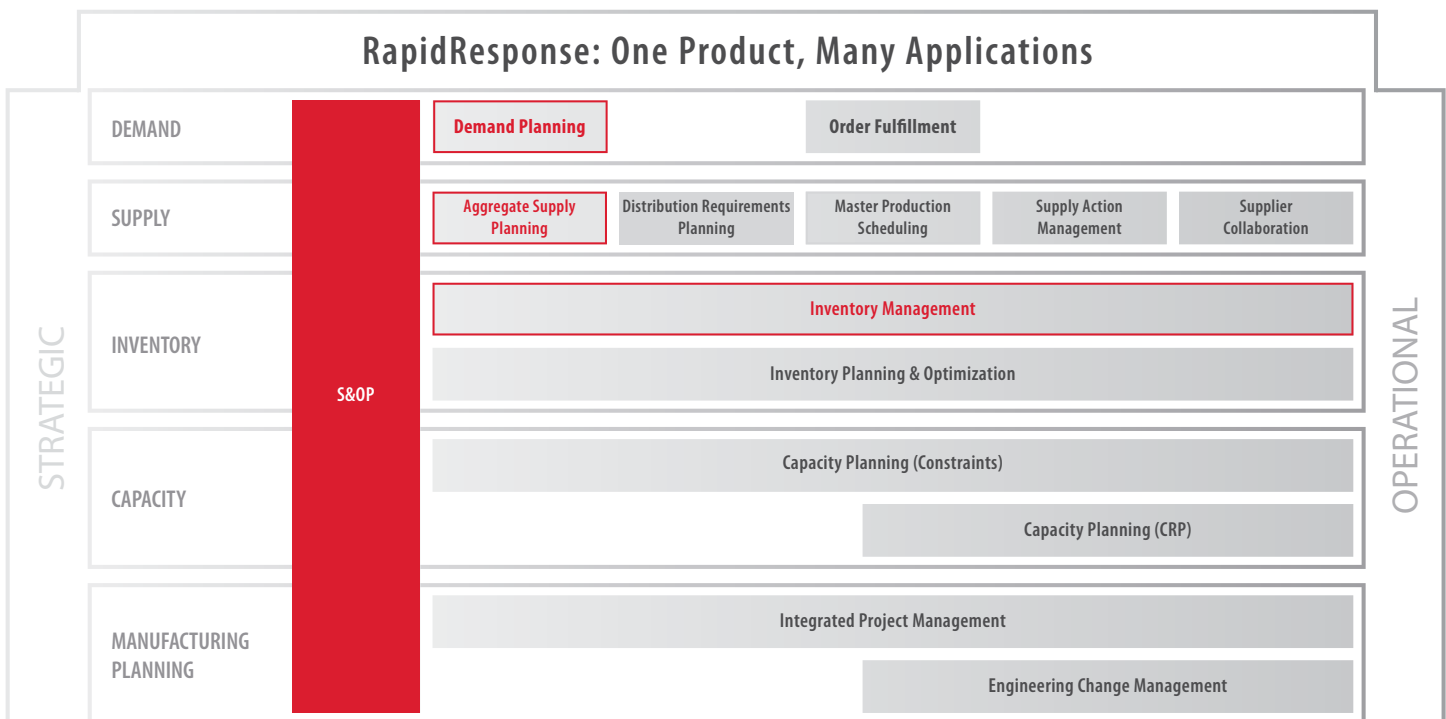 RapidResponse: One Product, Many Applications
STRATEGIC
OPERATIONAL
S&OP
DEMAND
Demand Planning
Order Fulfillment
SUPPLY
Aggregate Supply
Planning
Distribution Requirements
Planning
Master Production
Scheduling
Supply Action
Management
Supplier
Collaboration
INVENTORY
Inventory Management
Inventory Planning & Optimization
CAPACITY
Capacity Planning (Constraints)
Capacity Planning (CRP)
MANUFACTURING
PLANNING
Integrated Project Management
Engineering Change Management